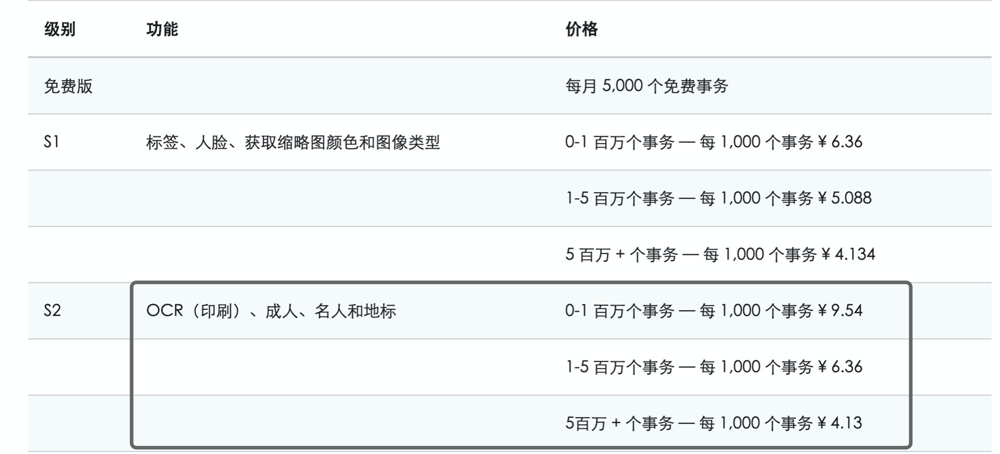 级别 功能 价格
免费版 每月 5,000 个免费事务
S1 标签、人脸、获取缩略图颜色和图像类型 0-1 百万个事务 — 每 1,000 个事务 ¥ 6.36
1-5 百万个事务 — 每 1,000 个事务 ¥ 5.088
5 百万 + 个事务 — 每 1,000 个事务 ¥ 4.134
S2 OCR（印刷）、成人、名人和地标 0-1 百万个事务 — 每 1,000 个事务 ¥ 9.54
1-5 百万个事务 — 每 1,000 个事务 ¥ 6.36
5百万 + 个事务 — 每 1,000 个事务 ¥ 4.13